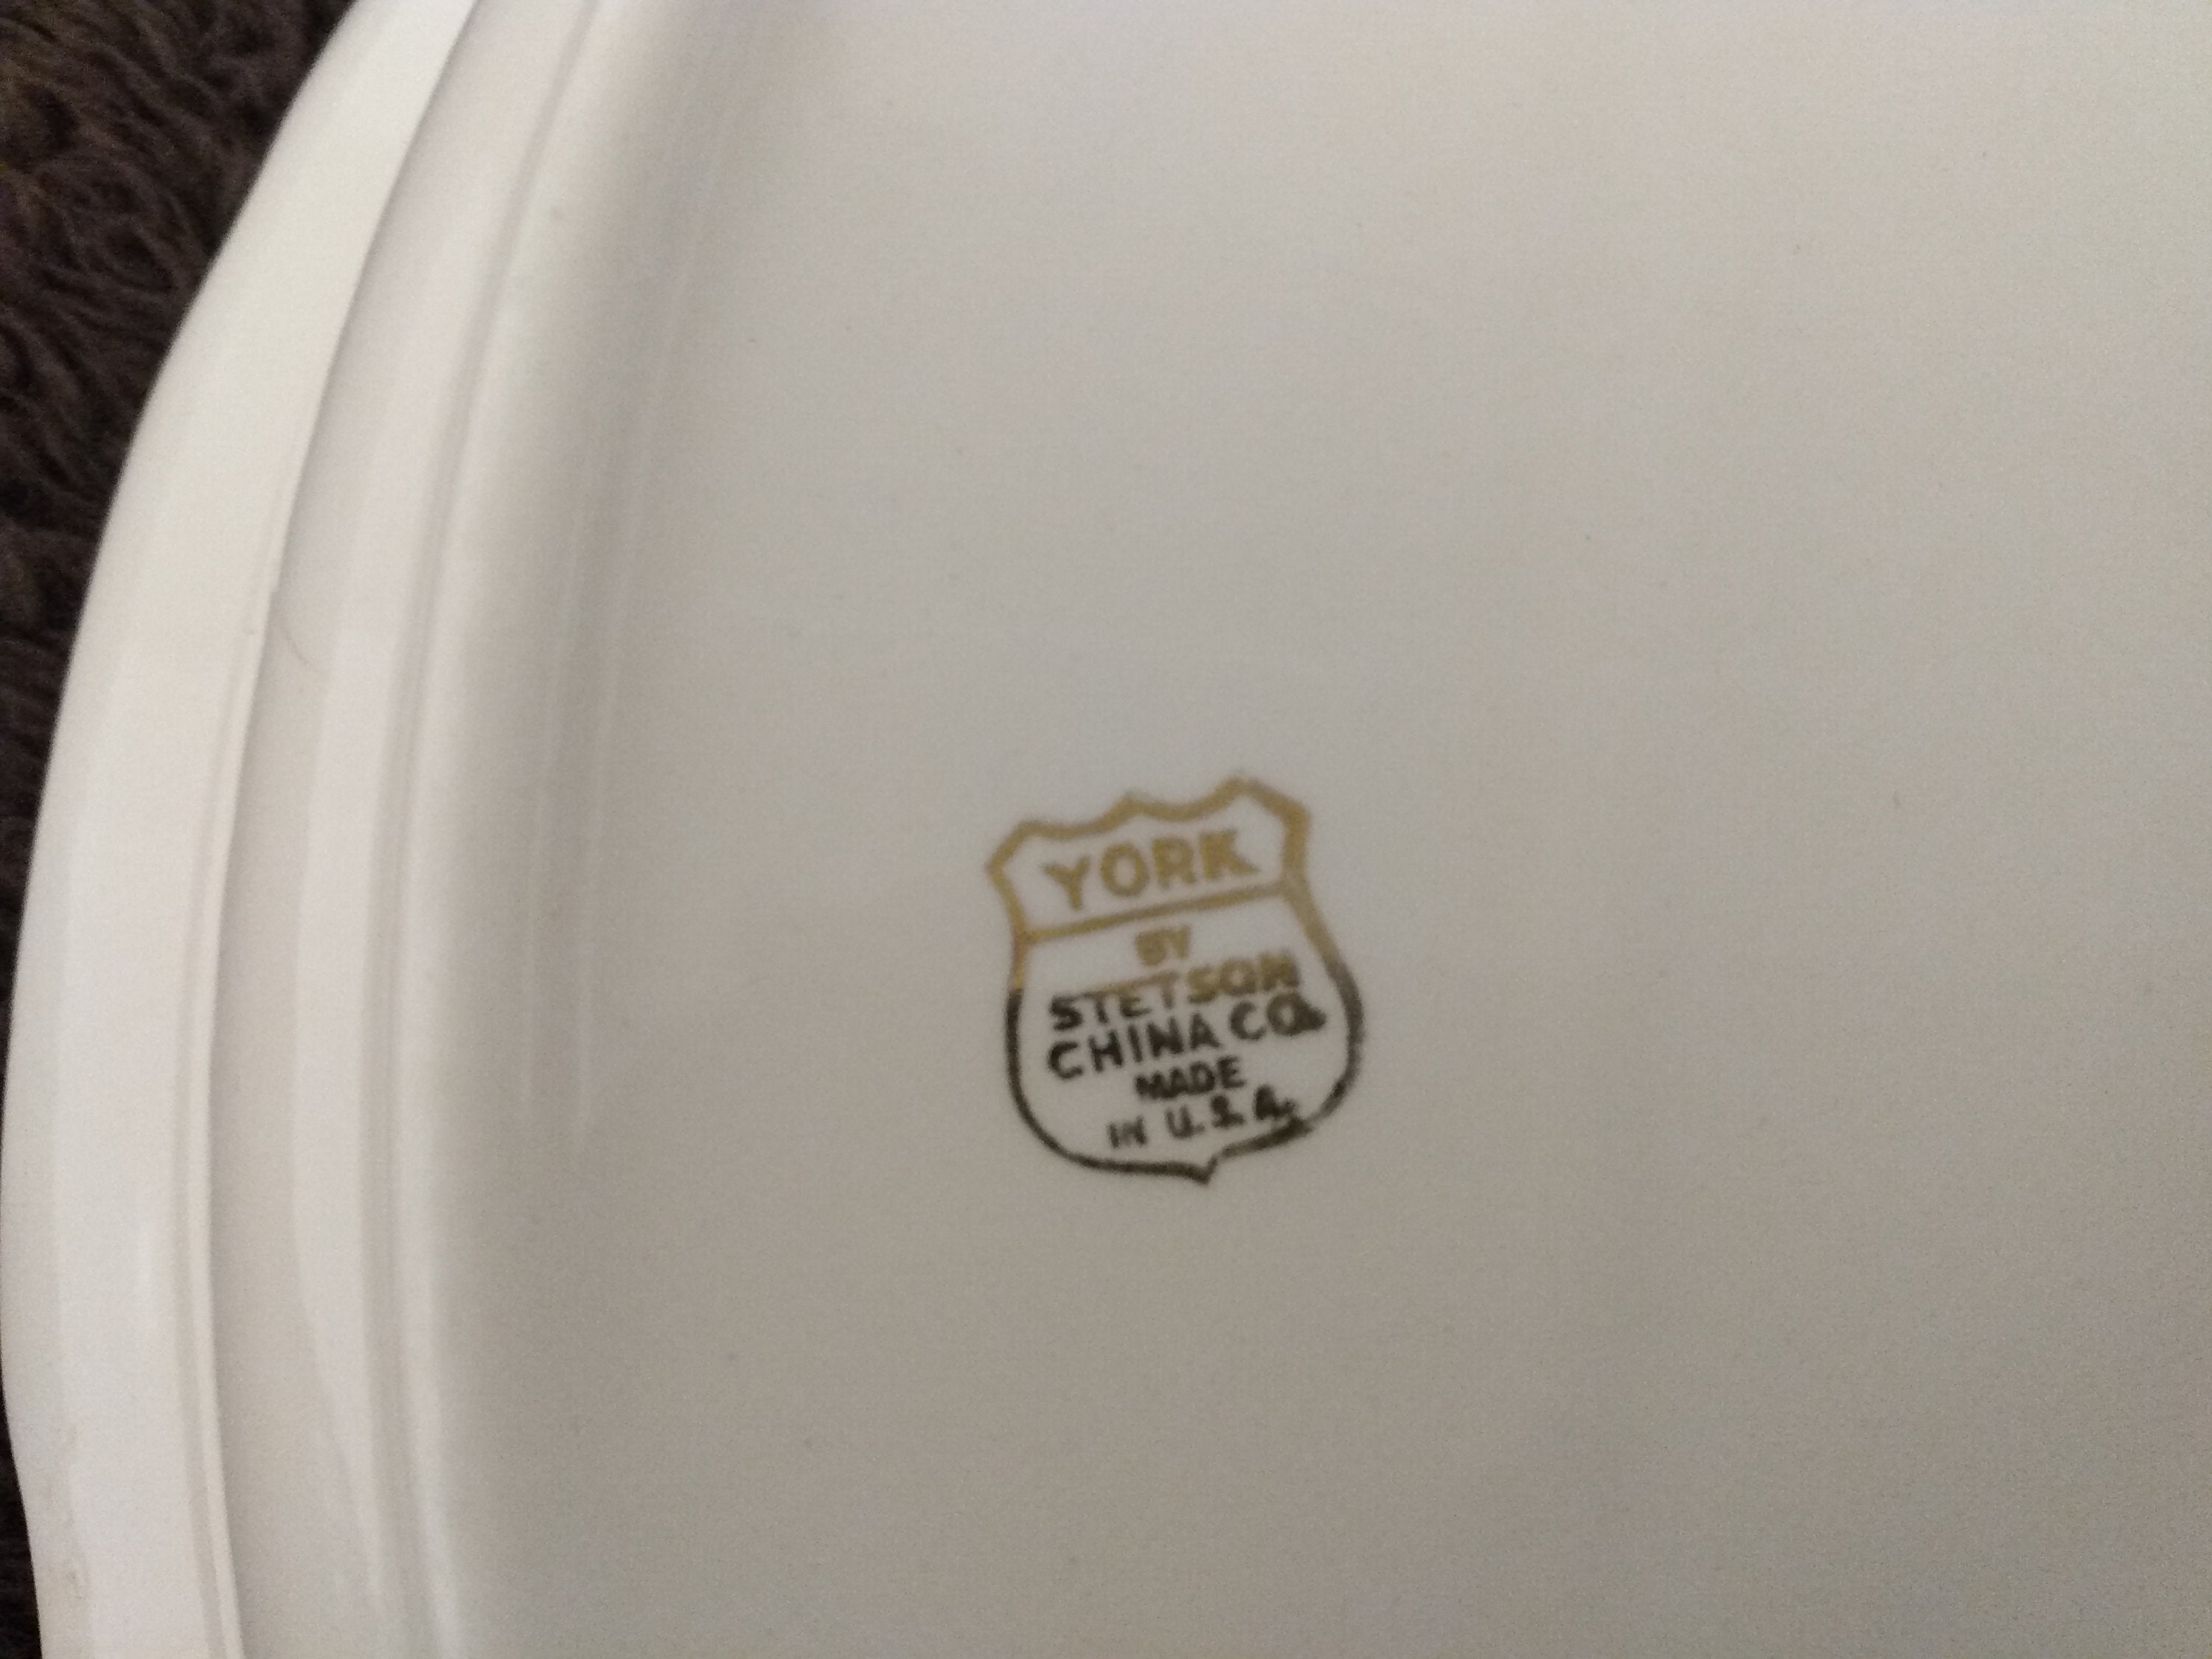 YORK
BY
STETSON
CHINA CO.
MADE
IN U.S.A.